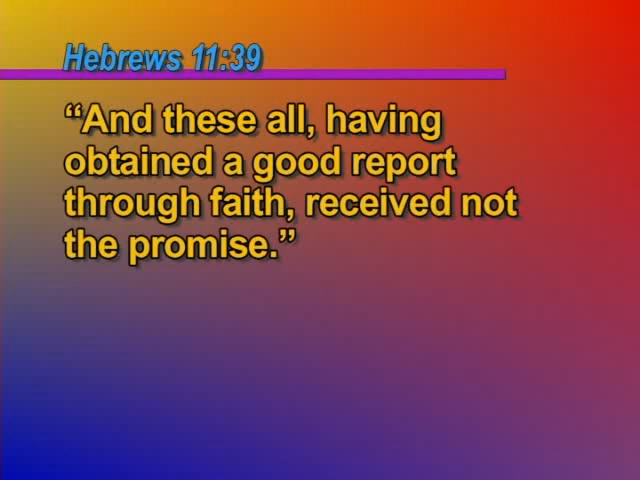 Hebrews 11:39
“And these all, having
obtained a good report
through faith, received not
the promise.”